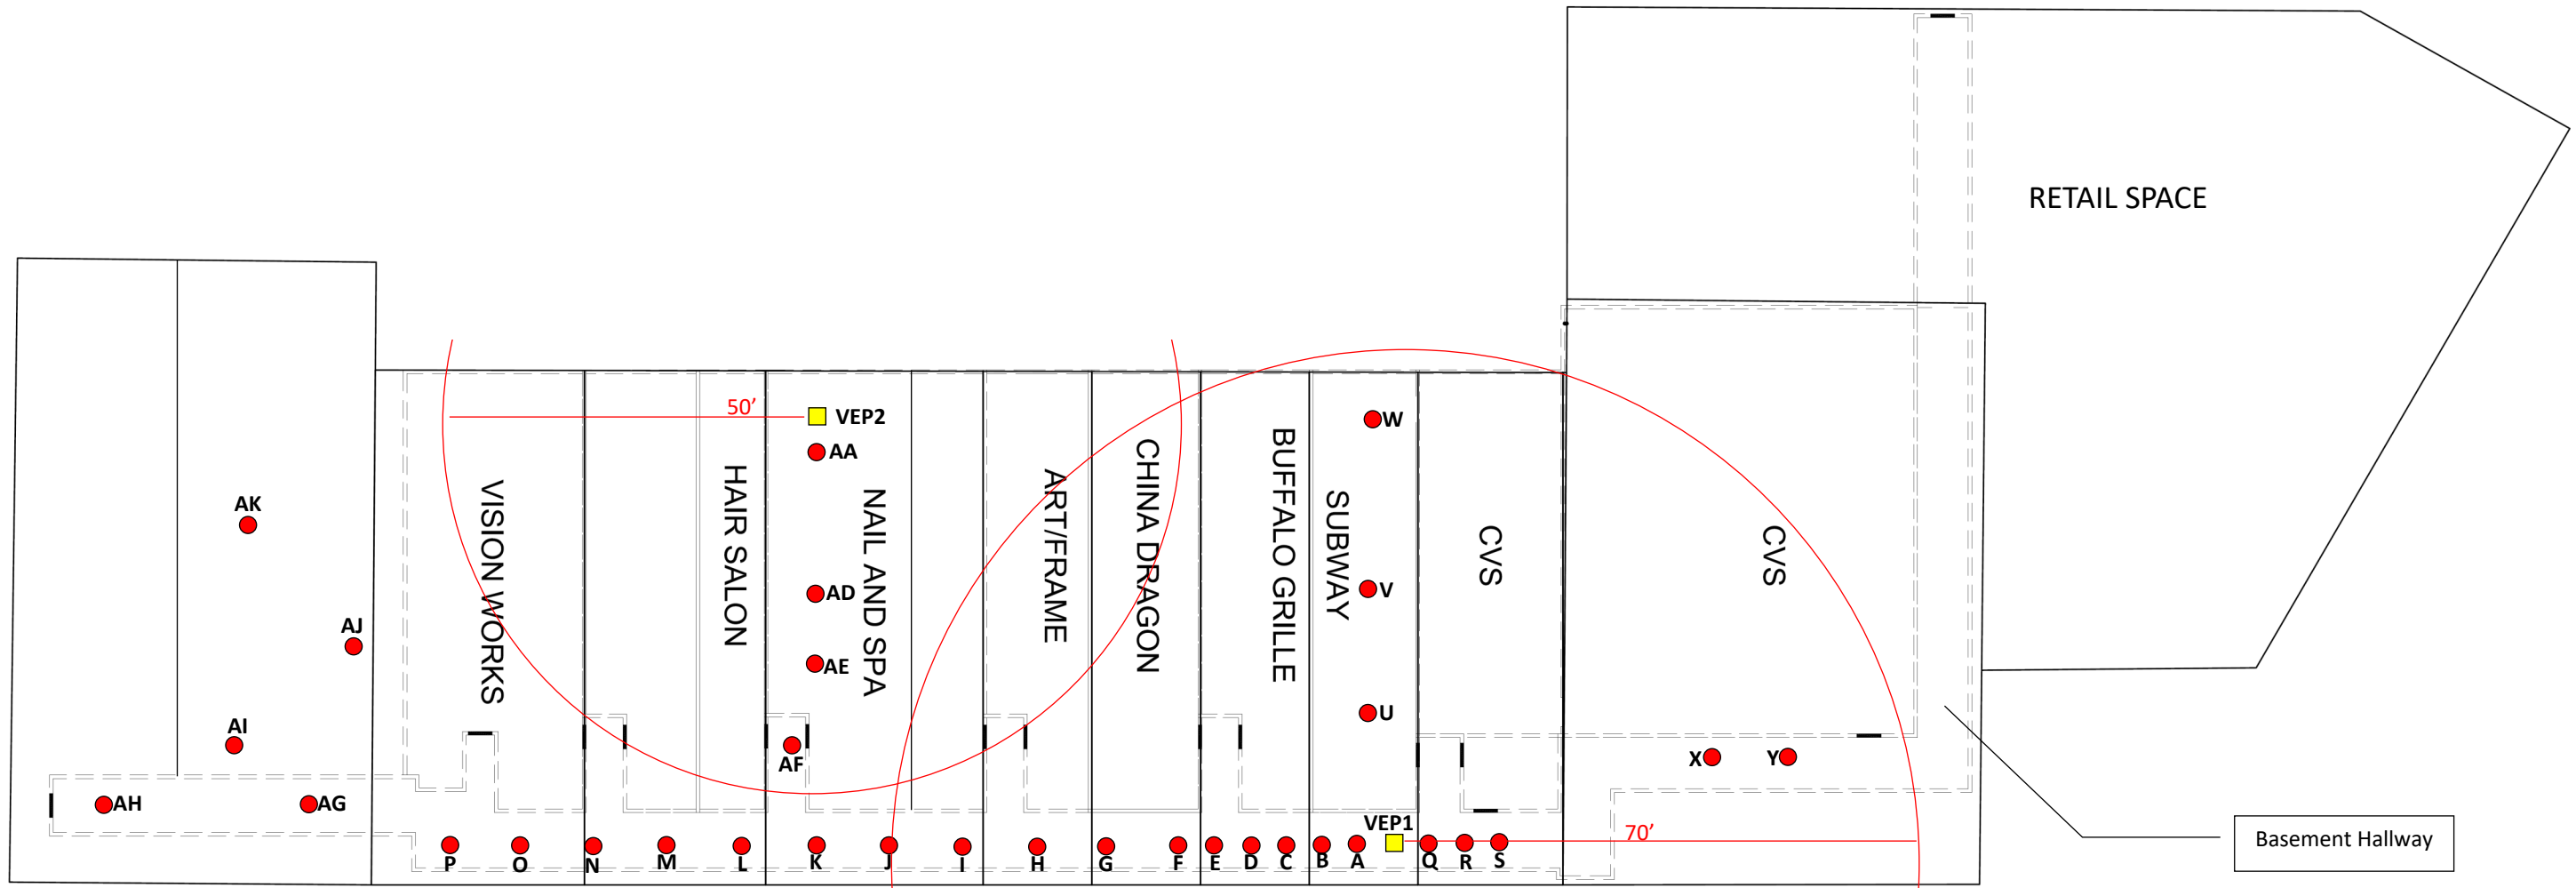 RETAIL SPACE
50’
VEP2
AA
W
AK
VISION WORKS
HAIR SALON
NAIL AND SPA
ART/FRAME
CHINA DRAGON
BUFFALO GRILLE
SUBWAY
CVS
CVS
AD
V
AJ
AE
U
AI
AF
X
Y
AH
AG
VEP1
70’
Basement Hallway
P
O
N
M
L
K
J
I
H
G
F
E
D
C
B
A
Q
R
S